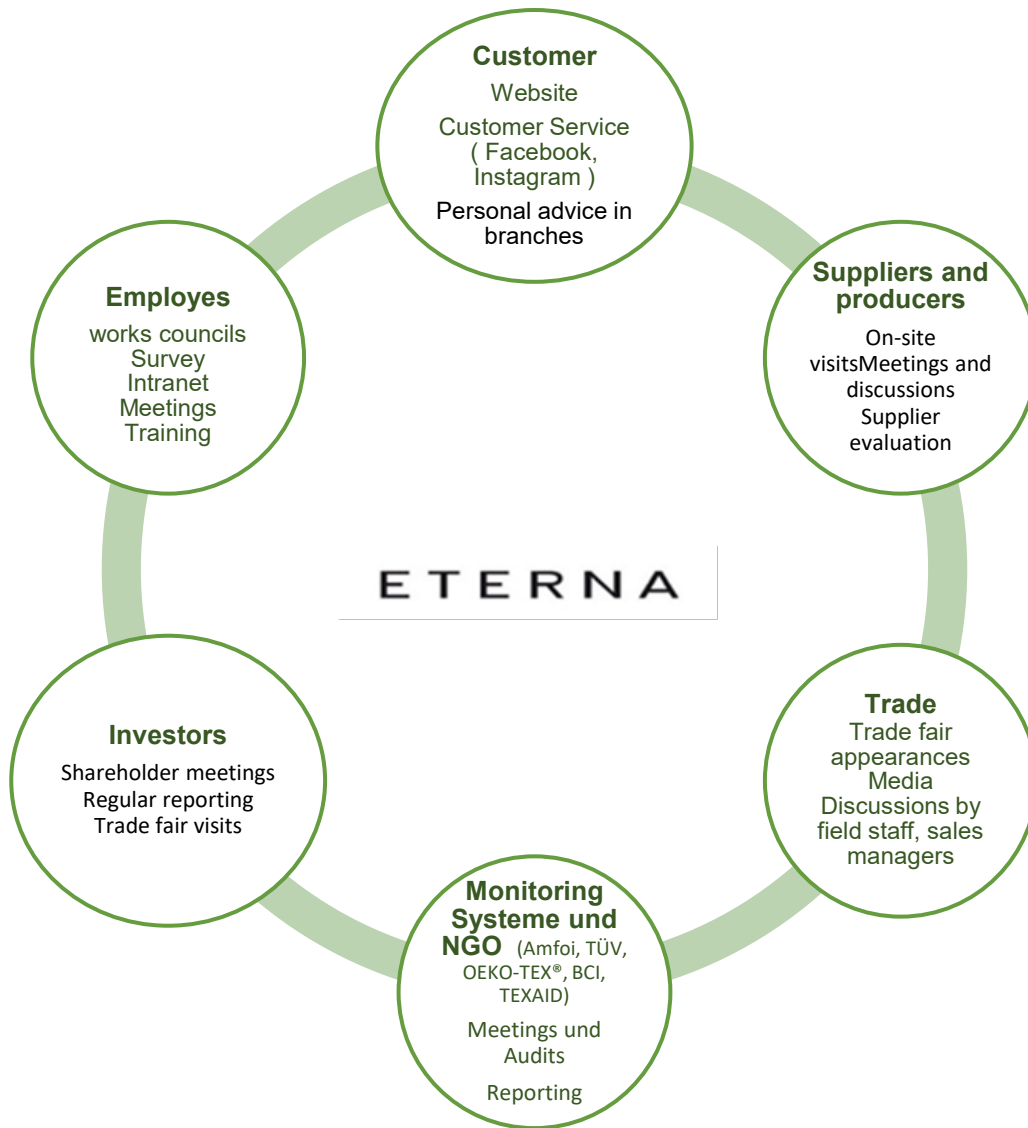 Customer
Website
Customer Service
( Facebook,
Instagram )
Personal advice in
branches
Suppliers and
producers
On-site
visitsMeetings and
discussions
Supplier
evaluation
Trade
Trade fair
appearances
Media
Discussions by
field staff, sales
managers
Monitoring
Systeme und
NGO (Amfoi, TÜV,
OEKO-TEX®, BCI,
TEXAID)
Meetings und
Audits
Reporting
Investors
Shareholder meetings
Regular reporting
Trade fair visits
Employes
works councils
Survey
Intranet
Meetings
Training
ETERNA